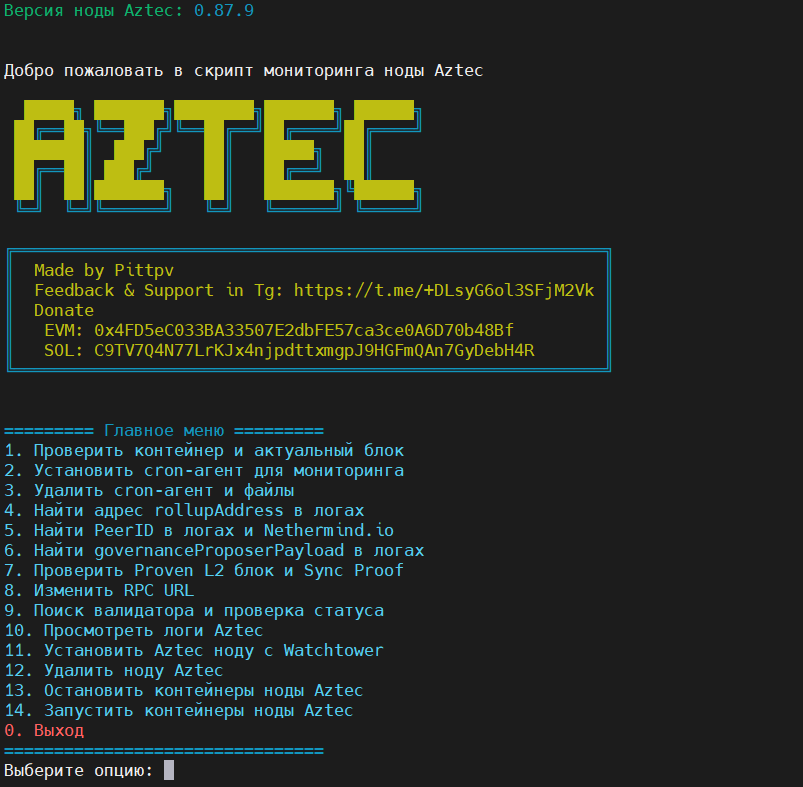 Версия ноды Aztec: 0.87.9
Добро пожаловать в скрипт мониторинга ноды Aztec
AZTEC
Made by Pittpv
Feedback & Support in Tg: https://t.me/+DLsyG6ol3SFjM2Vk
Donate
EVM: 0x4FD5eC033BA33507E2dbFE57ca3ce0A6D70b48Bf
SOL: C9TV7Q4N77LrKJx4njpdttxmgpJ9HGFmQAn7GyDebH4R
========= Главное меню =========
1. Проверить контейнер и актуальный блок
2. Установить cron-агент для мониторинга
3. Удалить cron-агент и файлы
4. Найти адрес rollupAddress в логах
5. Найти PeerID в логах и Nethermind.io
6. Найти governanceProposerPayload в логах
7. Проверить Proven L2 блок и Sync Proof
8. Изменить RPC URL
9. Поиск валидатора и проверка статуса
10. Просмотреть логи Aztec
11. Установить Aztec ноду с Watchtower
12. Удалить ноду Aztec
13. Остановить контейнеры ноды Aztec
14. Запустить контейнеры ноды Aztec
0. Выход
================================
Выберите опцию: